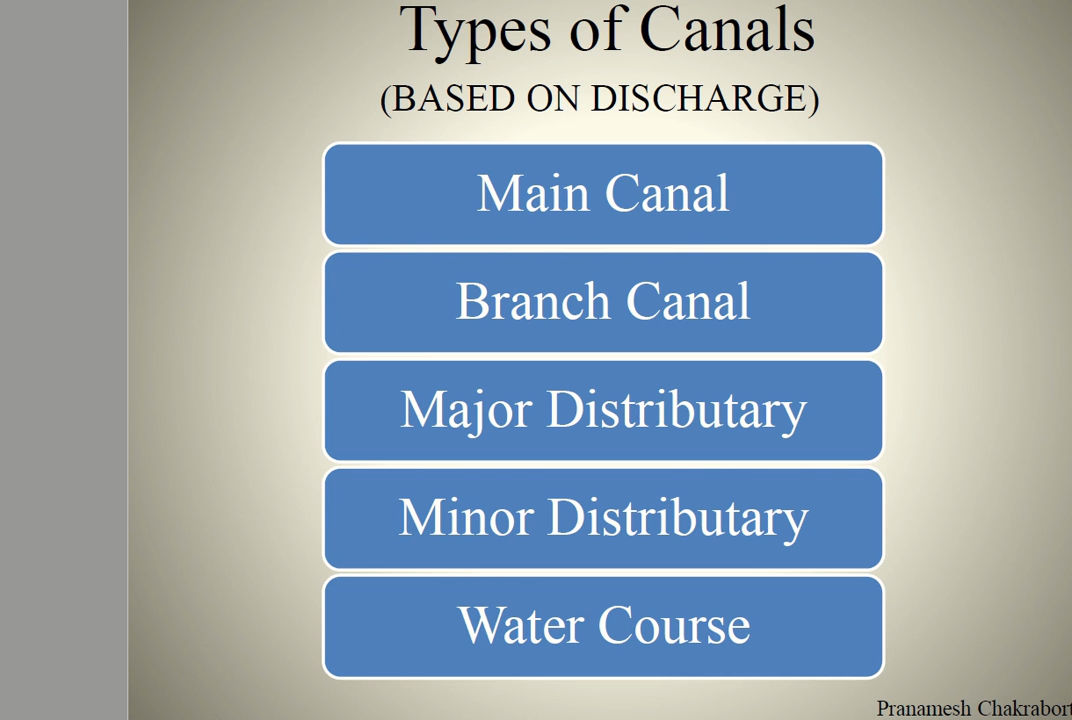 Types of Canals
(BASED ON DISCHARGE)
Main Canal
Branch Canal
Major Distributary
Minor Distributary
Water Course
Pranamesh Chakrabort